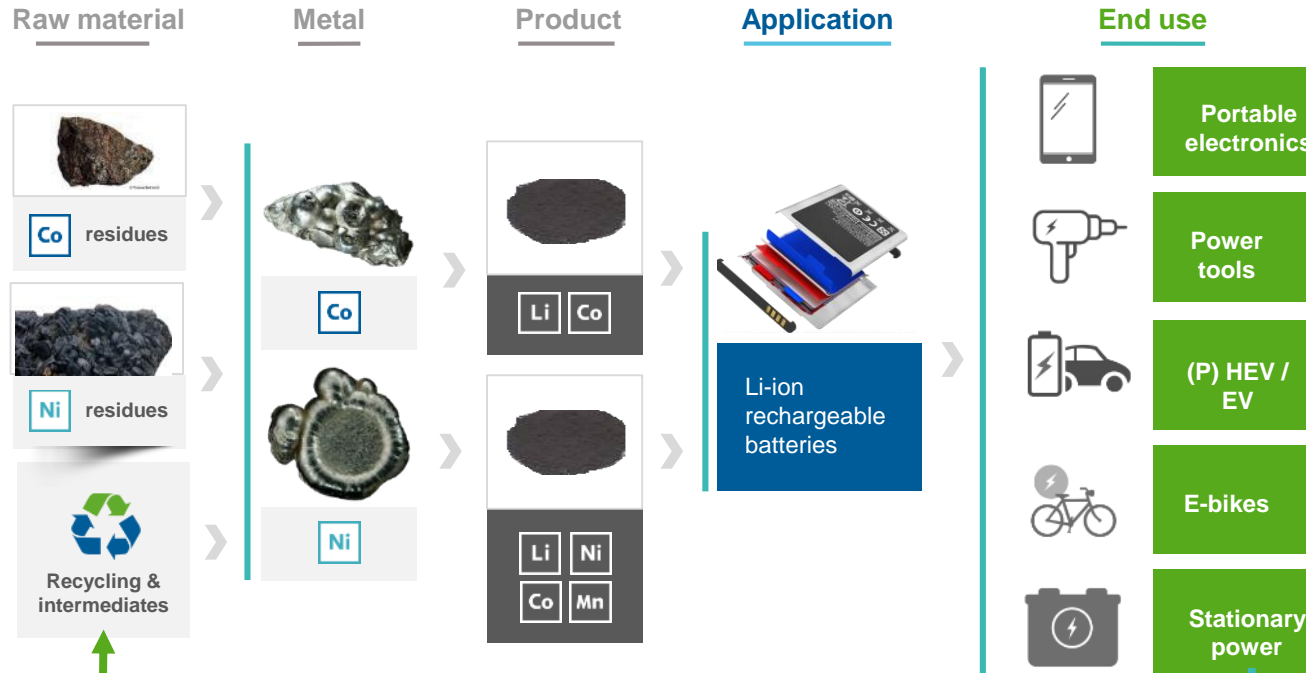 Raw material
Metal
Product
Application
End use
Co residues
Ni residues
Recycling &
intermediates
Co
Ni
Li Co
Li Ni
Co Mn
Li-ion
rechargeable
batteries
Portable
electronics
Power
tools
(P) HEV /
EV
E-bikes
Stationary
power